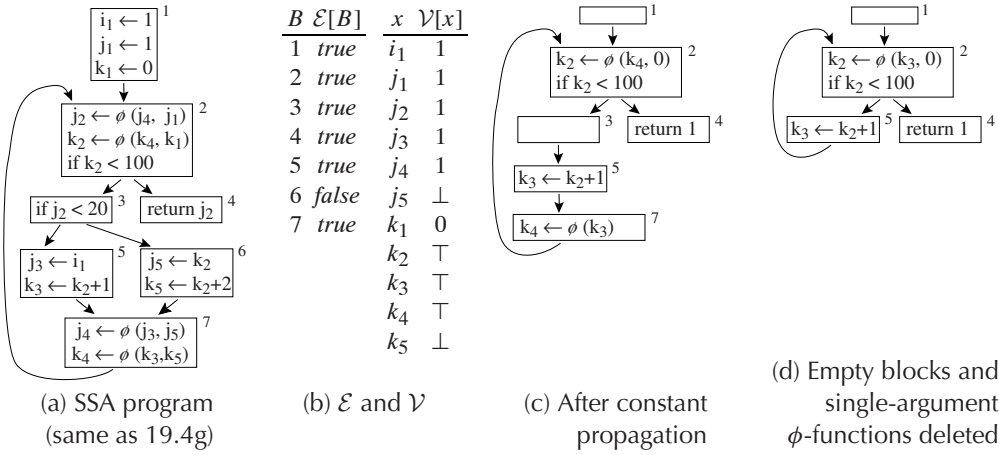 i₁ ← 1
j₁ ← 1
k₁ ← 0
1
j₂ ← ϕ (j₄, j₁)
k₂ ← ϕ (k₄, k₁)
if k₂ < 100
2
if j₂ < 20
3
return j₂
4
j₃ ← i₁
k₃ ← k₂+1
5
j₅ ← k₂
k₅ ← k₂+2
6
j₄ ← ϕ (j₃, j₅)
k₄ ← ϕ (k₃,k₅)
7
(a) SSA program
(same as 19.4g)
B ℰ[B] x 𝒱[x]
1 true i₁ 1
2 true j₁ 1
3 true j₂ 1
4 true j₃ 1
5 true j₄ 1
6 false j₅ ⊥
7 true k₁ 0
k₂ ⊤
k₃ ⊤
k₄ ⊤
k₅ ⊥
(b) ℰ and 𝒱
1
k₂ ← ϕ (k₄, 0)
if k₂ < 100
2
3
return 1
4
k₃ ← k₂+1
5
k₄ ← ϕ (k₃)
7
(c) After constant
propagation
1
k₂ ← ϕ (k₃, 0)
if k₂ < 100
2
k₃ ← k₂+1
5
return 1
4
(d) Empty blocks and
single-argument
ϕ-functions deleted